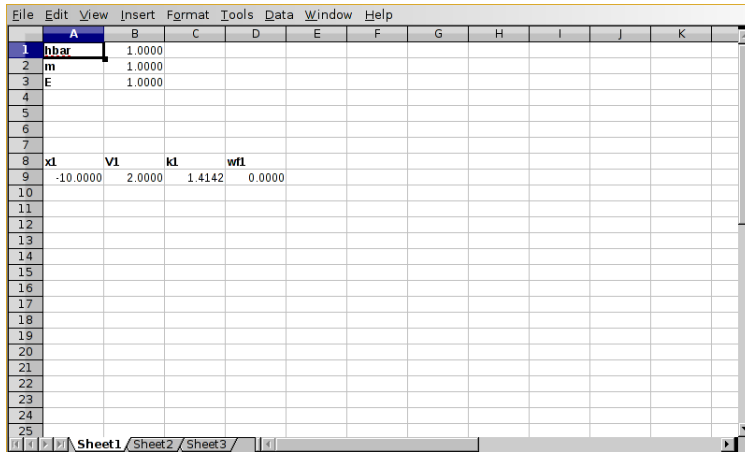 File Edit View Insert Format Tools Data Window Help
A B C D E F G H I J K
1 hbar 1.0000
2 m 1.0000
3 E 1.0000
4
5
6
7
8 x1 V1 k1 wf1
9 -10.0000 2.0000 1.4142 0.0000
10
11
12
13
14
15
16
17
18
19
20
21
22
23
24
25
Sheet1 Sheet2 Sheet3